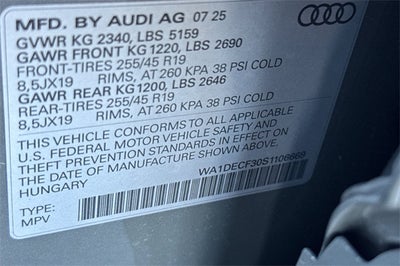 MFD. BY AUDI AG 07 25
GVWR KG 2340, LBS 5159
GAWR FRONT KG 1220, LBS 2690
FRONT-TIRES 255/45 R19
8,5JX19 RIMS, AT 260 KPA 38 PSI COLD
GAWR REAR KG1200, LBS 2646
REAR-TIRES 255/45 R19
8,5JX19 RIMS, AT 260 KPA 38 PSI COLD
THIS VEHICLE CONFORMS TO ALL APPLICABLE
U.S. FEDERAL MOTOR VEHICLE SAFETY AND
THEFT PREVENTION STANDARDS IN EFFECT ON
THE DATE OF MANUFACTURE SHOWN ABOVE.
HUNGARY WA1DECF30S1106669
TYPE:
MPV